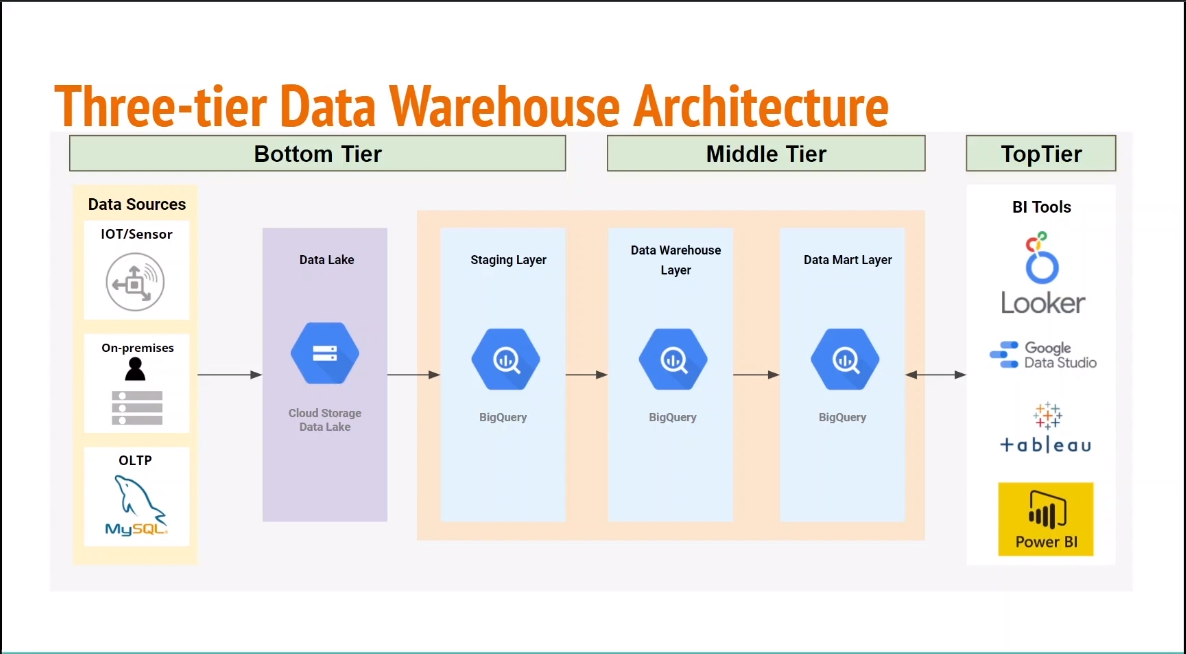 Three-tier Data Warehouse Architecture
Bottom Tier
Middle Tier
TopTier
Data Sources
IOT/Sensor
On-premises
OLTP
MySQL
Data Lake
Cloud Storage
Data Lake
Staging Layer
BigQuery
Data Warehouse
Layer
BigQuery
Data Mart Layer
BigQuery
BI Tools
Looker
Google
Data Studio
+ableau
Power BI